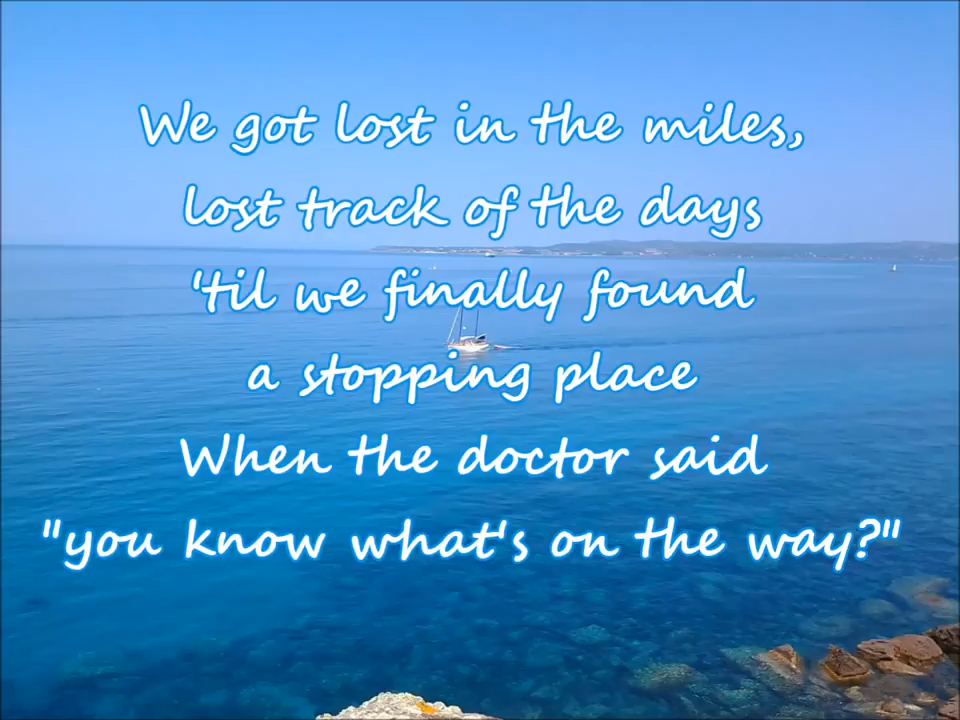 We got lost in the miles,
lost track of the days
'til we finally found
a stopping place
When the doctor said
"you know what's on the way?"